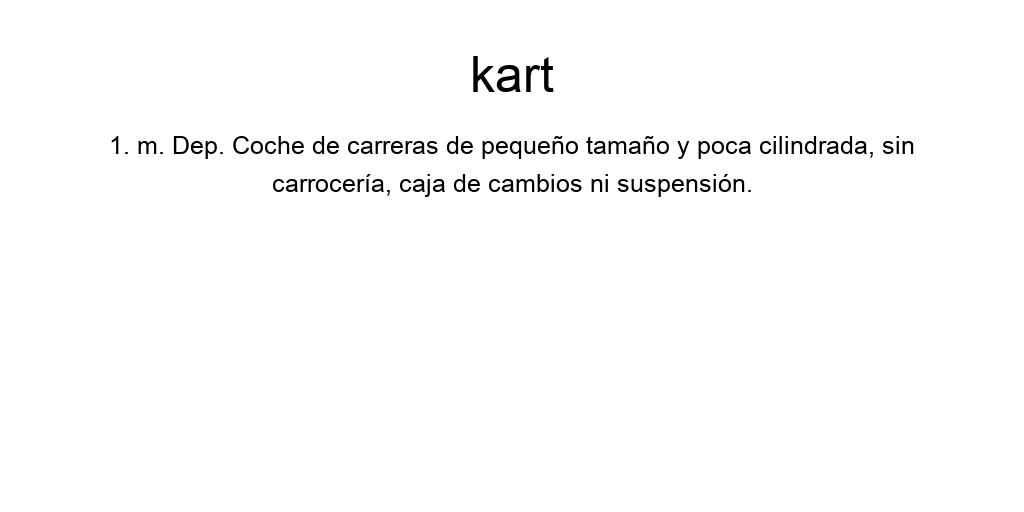 kart
1. m. Dep. Coche de carreras de pequeño tamaño y poca cilindrada, sin
carrocería, caja de cambios ni suspensión.